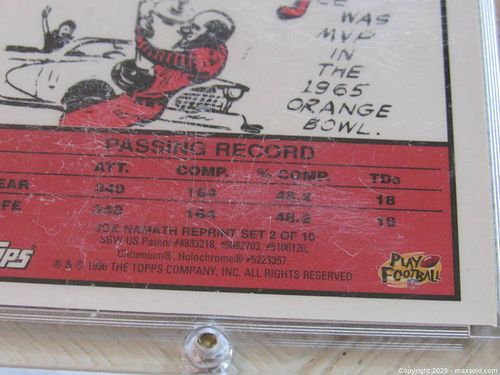 WAS
MVP
IN
THE
1965
ORANGE
BOWL.
PASSING RECORD
ATT. COMP. % COMP. TDs
EAR 340 164 48.2 18
FE 340 164 48.2 18
JOE NAMATH REPRINT SET 2 OF 10
SGW US Patent #4933218, #5082703, #5106126,
Chromium®, Holochrome® #5223357
® & © 1996 THE TOPPS COMPANY, INC. ALL RIGHTS RESERVED
PLAY
FOOTBALL
Copyright 2025 - maxsold.com